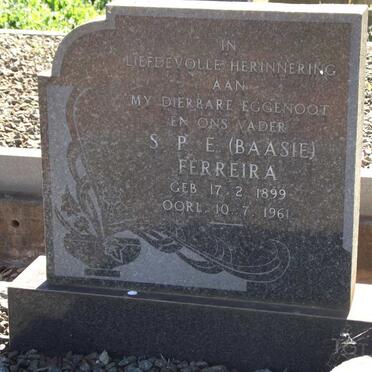 IN
LIEFDEVOLLE HERINNERING
AAN
MY DIERBARE EGGENOOT
EN ONS VADER
S. P. E. (BAASIE)
FERREIRA
GEB. 17. 2. 1899
OORL. 10. 7. 1961